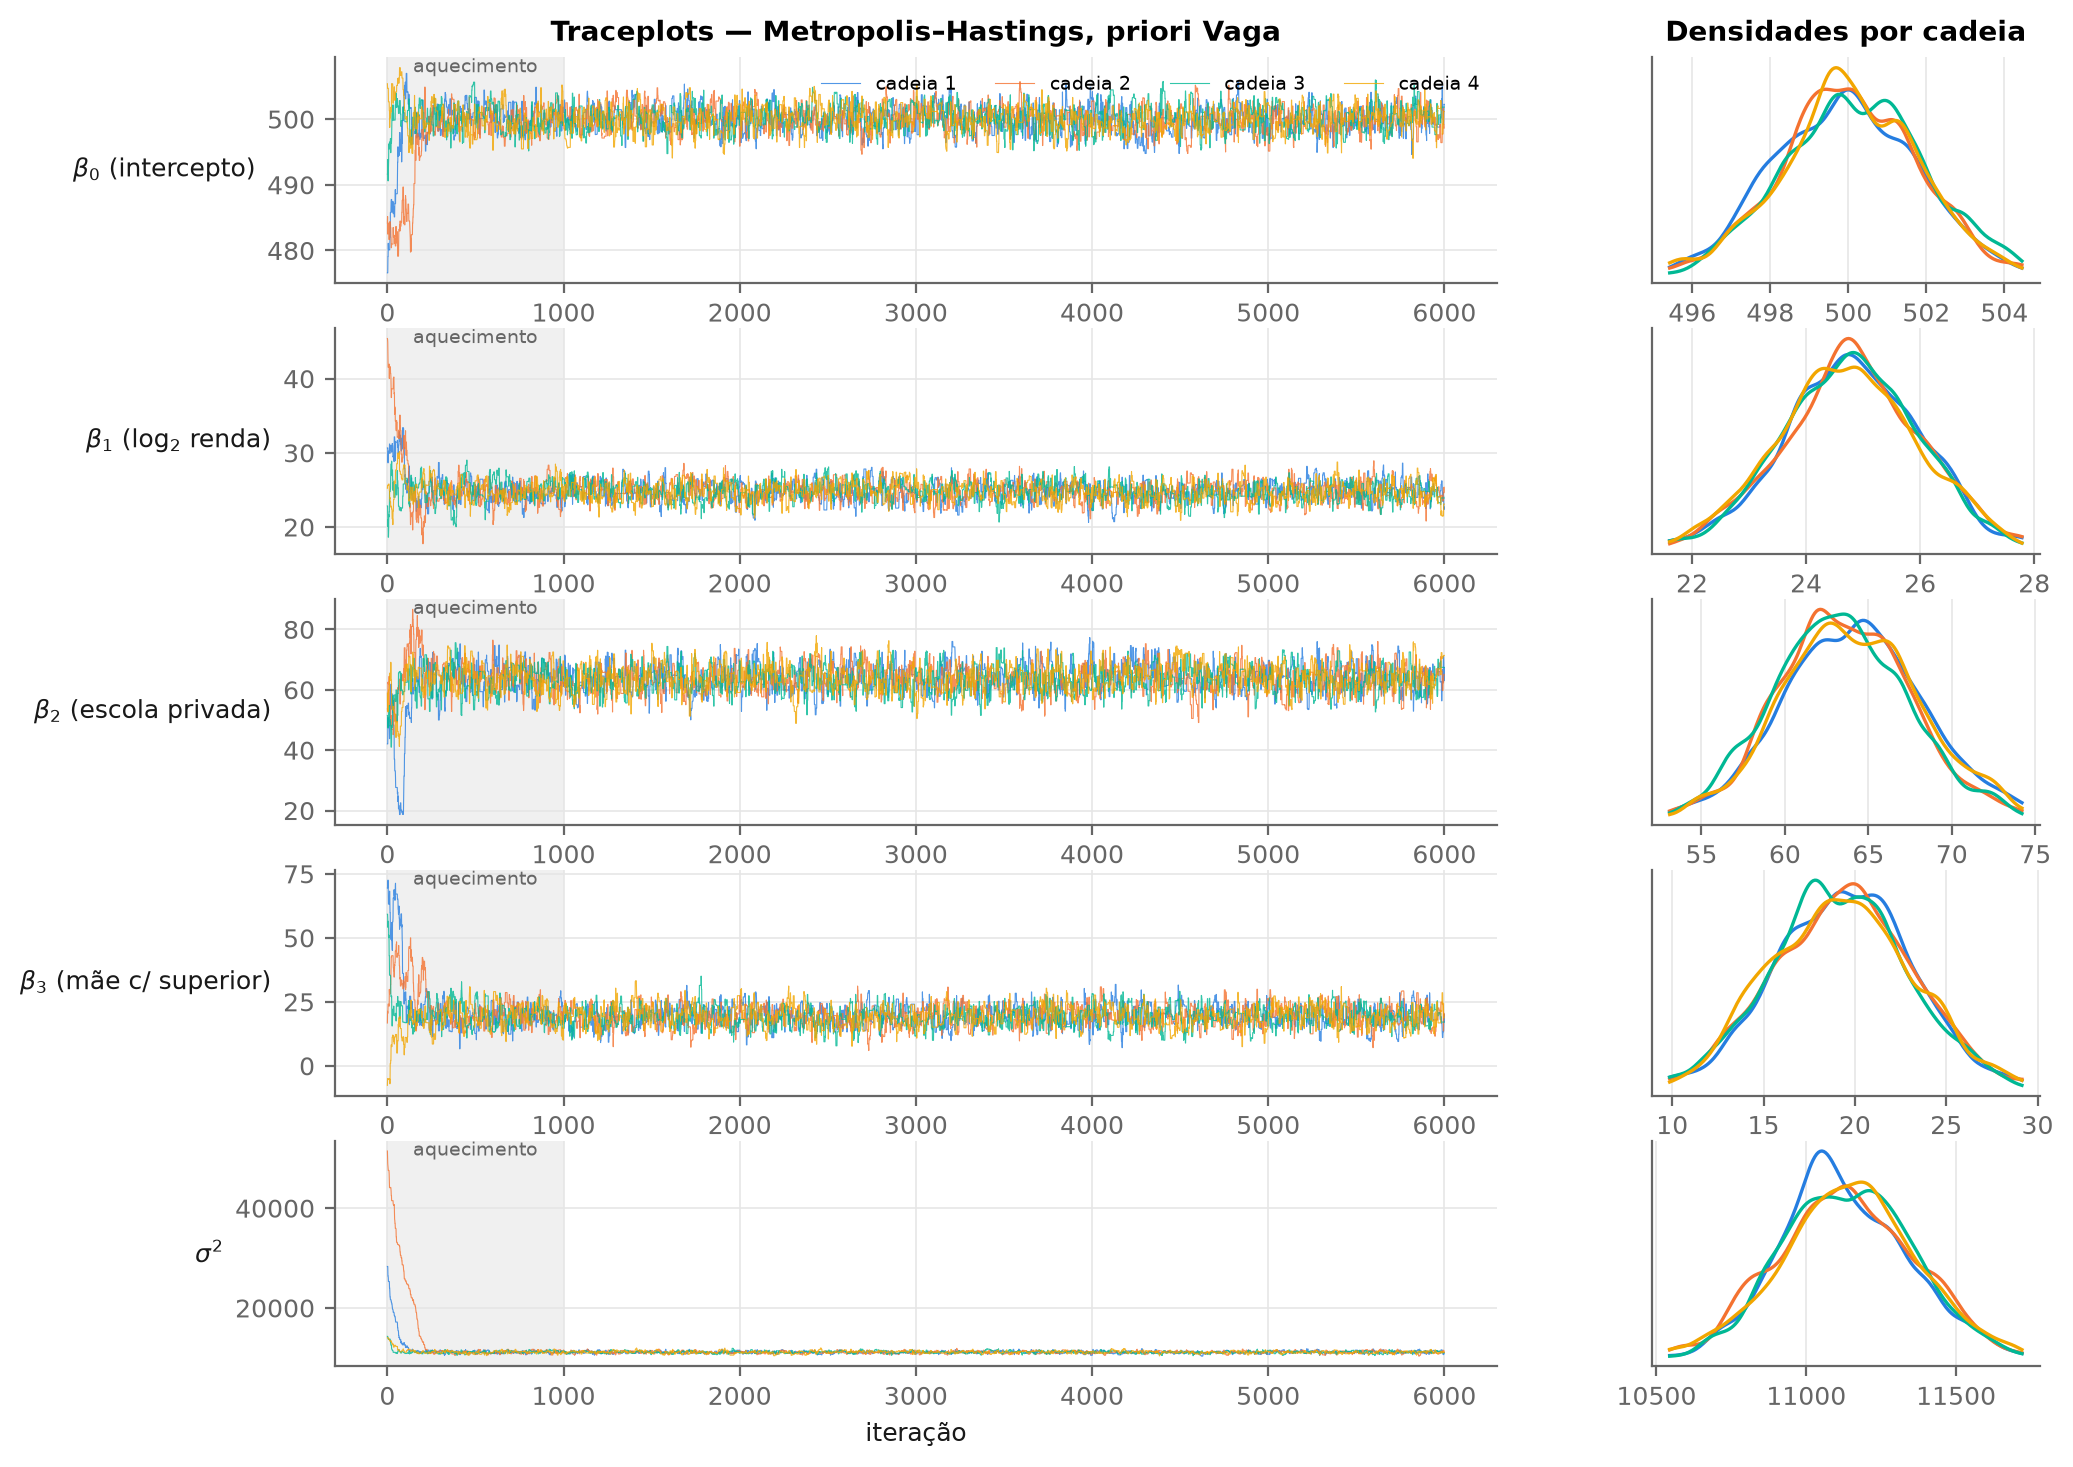 Traceplots — Metropolis–Hastings, priori Vaga
Densidades por cadeia
aquecimento
cadeia 1 cadeia 2 cadeia 3 cadeia 4
β₀ (intercepto)
500
490
480
0 1000 2000 3000 4000 5000 6000
496 498 500 502 504
aquecimento
β₁ (log₂ renda)
40
30
20
0 1000 2000 3000 4000 5000 6000
22 24 26 28
aquecimento
β₂ (escola privada)
80
60
40
20
0 1000 2000 3000 4000 5000 6000
55 60 65 70 75
aquecimento
β₃ (mãe c/ superior)
75
50
25
0
0 1000 2000 3000 4000 5000 6000
10 15 20 25 30
aquecimento
σ²
40000
20000
0 1000 2000 3000 4000 5000 6000
10500 11000 11500
iteração